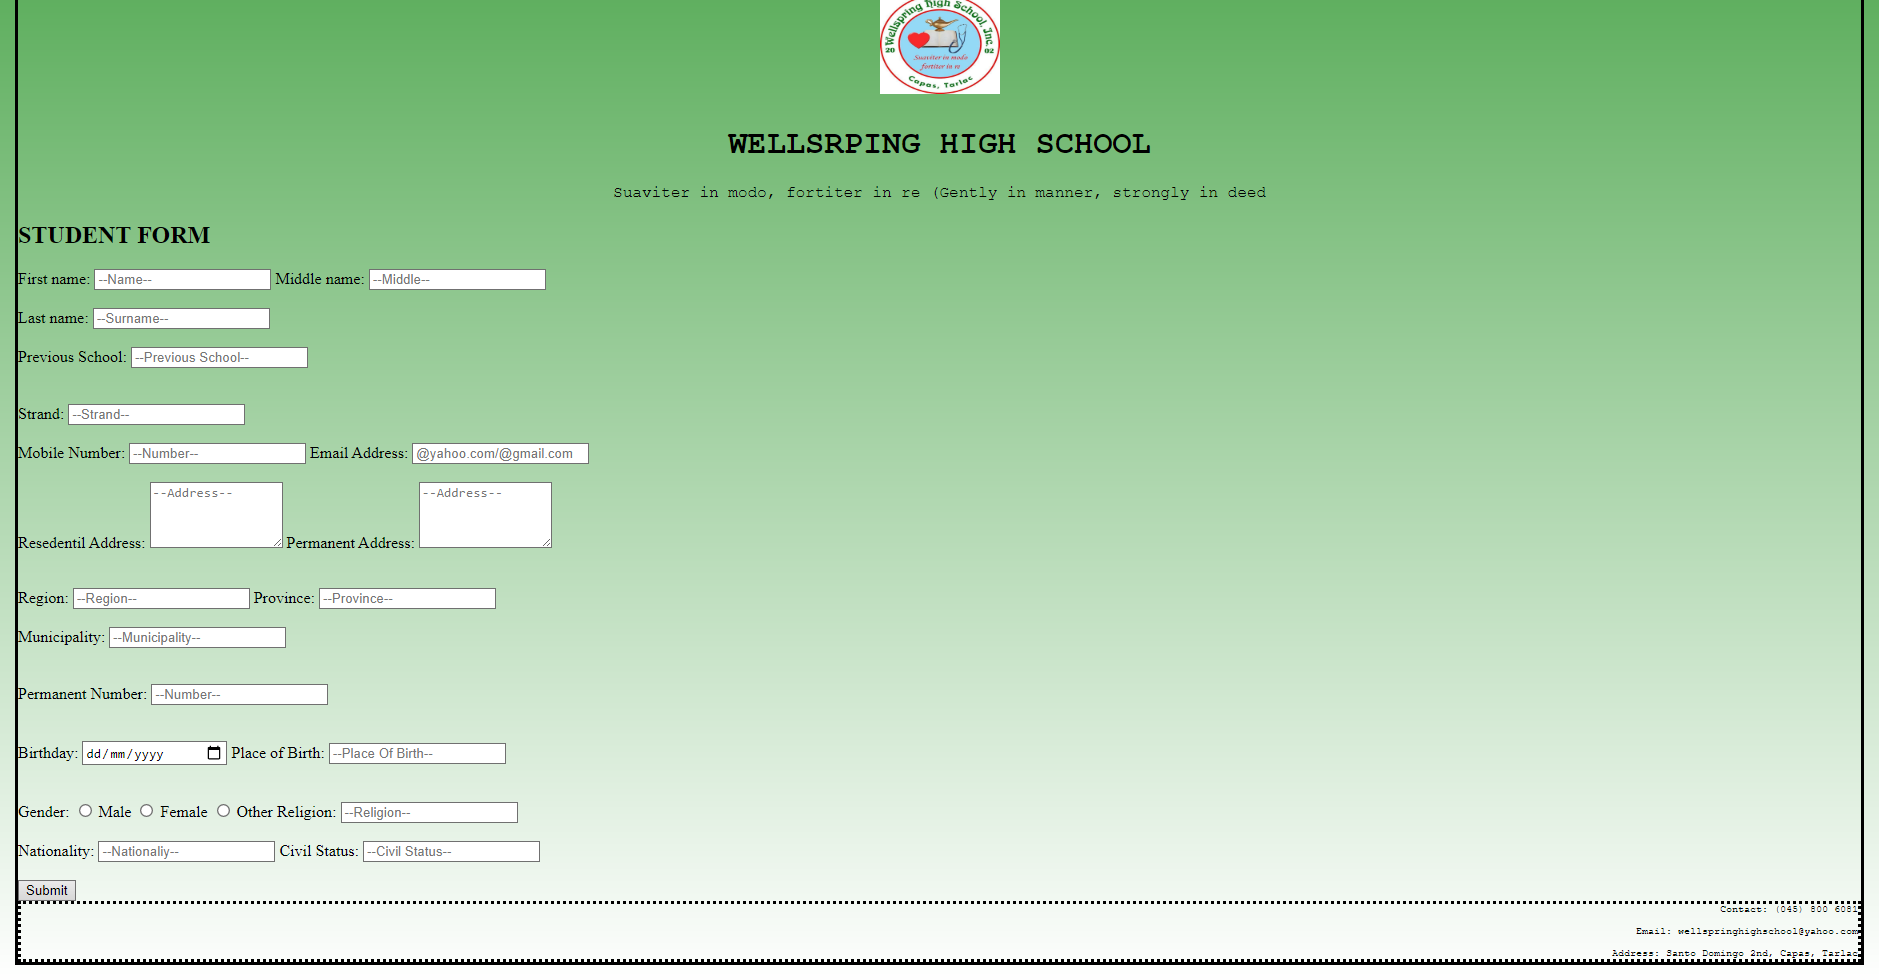 Wellspring High School, Inc.
20 02
Suaviter in modo
fortiter in re
Capas, Tarlac
WELLSRPING HIGH SCHOOL
Suaviter in modo, fortiter in re (Gently in manner, strongly in deed
STUDENT FORM
First name: --Name-- Middle name: --Middle--
Last name: --Surname--
Previous School: --Previous School--
Strand: --Strand--
Mobile Number: --Number-- Email Address: @yahoo.com/@gmail.com
Resedentil Address: --Address-- Permanent Address: --Address--
Region: --Region-- Province: --Province--
Municipality: --Municipality--
Permanent Number: --Number--
Birthday: dd/mm/yyyy Place of Birth: --Place Of Birth--
Gender: Male Female Other Religion: --Religion--
Nationality: --Nationaliy-- Civil Status: --Civil Status--
Submit
Contact: (045) 800 6081
Email: wellspringhighschool@yahoo.com
Address: Santo Domingo 2nd, Capas, Tarlac